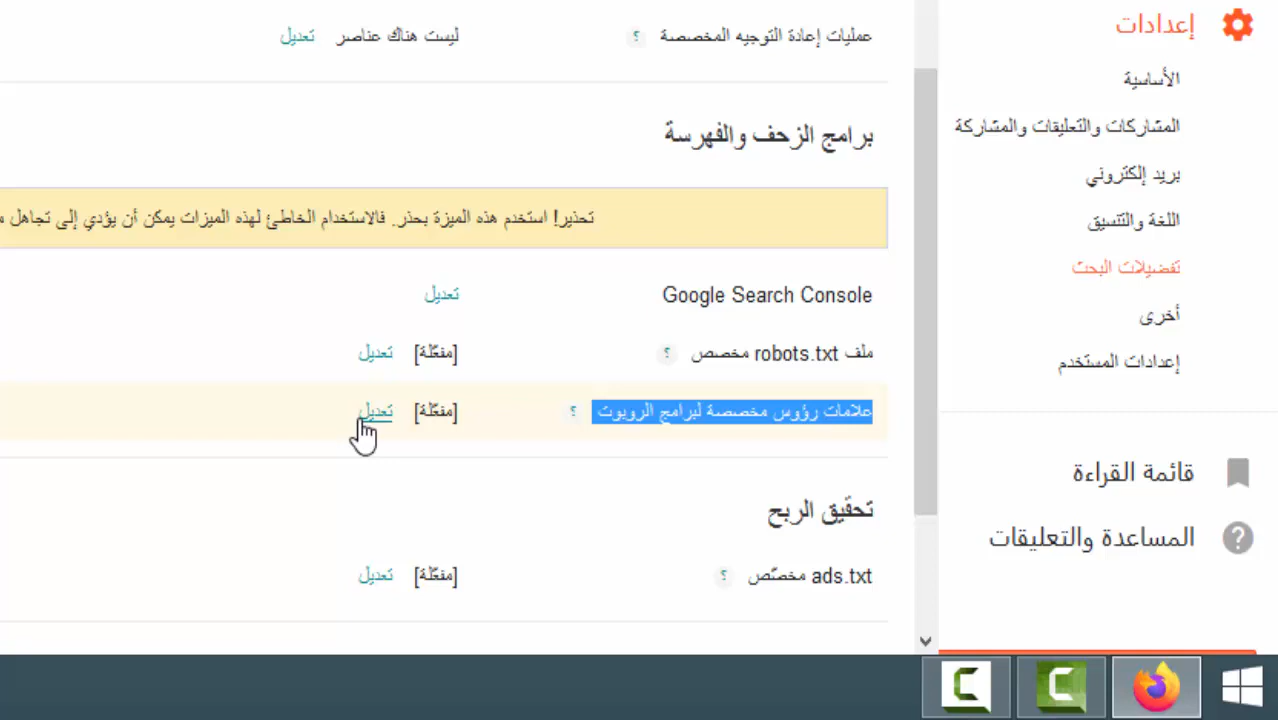 إعدادات
الأساسية
المشاركات والتعليقات والمشاركة
بريد إلكتروني
اللغة والتنسيق
تفضيلات البحث
أخرى
إعدادات المستخدم
قائمة القراءة
المساعدة والتعليقات
عمليات إعادة التوجيه المخصصة ؟ ليست هناك عناصر تعديل
برامج الزحف والفهرسة
تحذير! استخدم هذه الميزة بحذر. فالاستخدام الخاطئ لهذه الميزات يمكن أن يؤدي إلى تجاهل
Google Search Console تعديل
ملف robots.txt مخصص ؟ [مفعّلة] تعديل
علامات رؤوس مخصصة لبرامج الروبوت ؟ [مفعّلة] تعديل
تحقيق الربح
ads.txt مخصّص ؟ [مفعّلة] تعديل